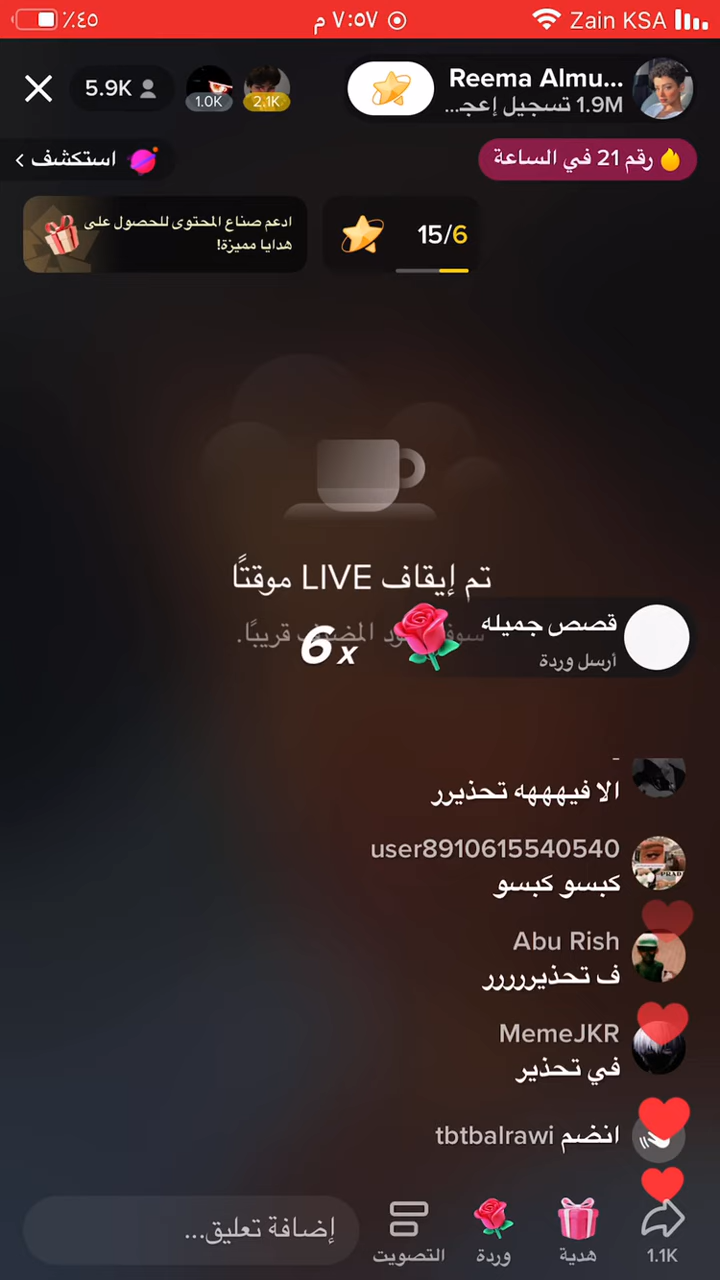 ٪٤٥
٧:٥٧ م
Zain KSA
5.9K
1.0K
2.1K
Reema Almu...
1.9M تسجيل إعجـ...
استكشف
رقم 21 في الساعة
ادعم صناع المحتوى للحصول على
هدايا مميزة!
15/6
تم إيقاف LIVE موقتًا
قريبًا.
6x
قصص جميله
أرسل وردة
الا فيهههه تحذيرر
user8910615540540
كبسو كبسو
Abu Rish
ف تحذيررررر
MemeJKR
في تحذير
tbtbalrawi انضم
إضافة تعليق...
التصويت
وردة
هدية
1.1K